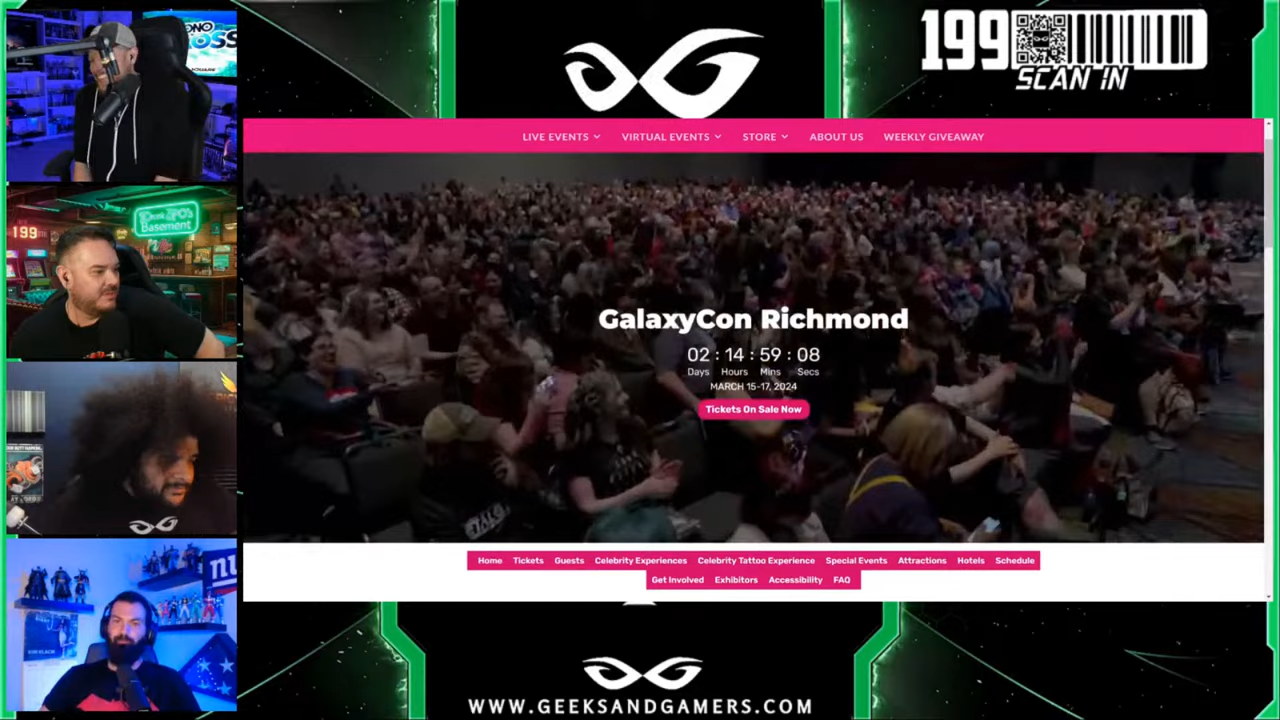 199
SCAN IN
LIVE EVENTS VIRTUAL EVENTS STORE ABOUT US WEEKLY GIVEAWAY
GalaxyCon Richmond
02 : 14 : 59 : 08
Days Hours Mins Secs
MARCH 15-17, 2024
Tickets On Sale Now
Home Tickets Guests Celebrity Experiences Celebrity Tattoo Experience Special Events Attractions Hotels Schedule
Get Involved Exhibitors Accessibility FAQ
WWW.GEEKSANDGAMERS.COM
199
Basement